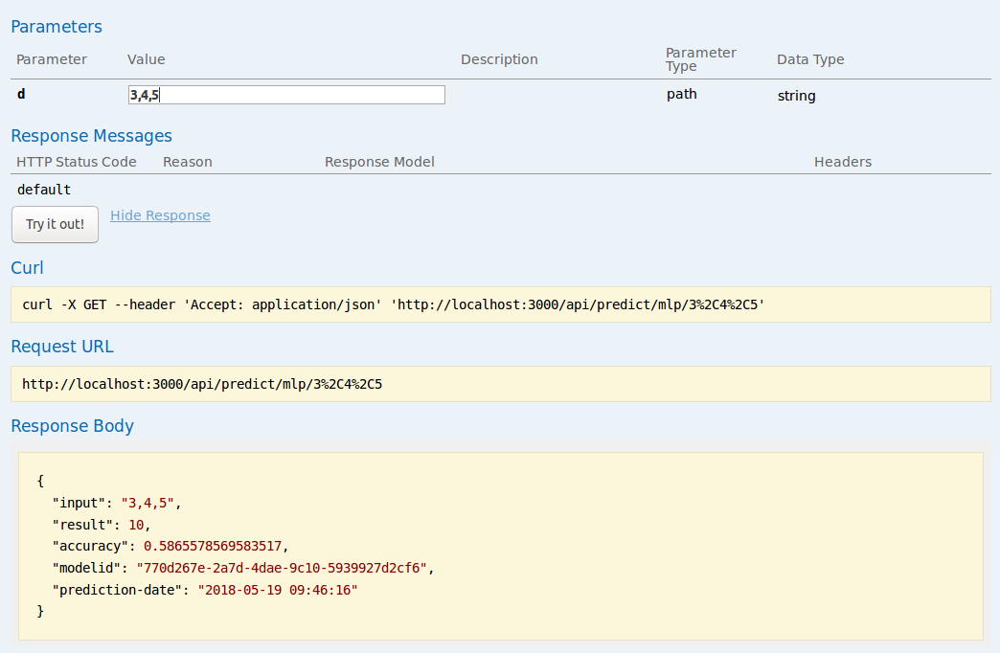 Parameters
Parameter Value Description Parameter Type Data Type
d 3,4,5 path string
Response Messages
HTTP Status Code Reason Response Model Headers
default
Try it out! Hide Response
Curl
curl -X GET --header 'Accept: application/json' 'http://localhost:3000/api/predict/mlp/3%2C4%2C5'
Request URL
http://localhost:3000/api/predict/mlp/3%2C4%2C5
Response Body
{
  "input": "3,4,5",
  "result": 10,
  "accuracy": 0.5865578569583517,
  "modelid": "770d267e-2a7d-4dae-9c10-5939927d2cf6",
  "prediction-date": "2018-05-19 09:46:16"
}